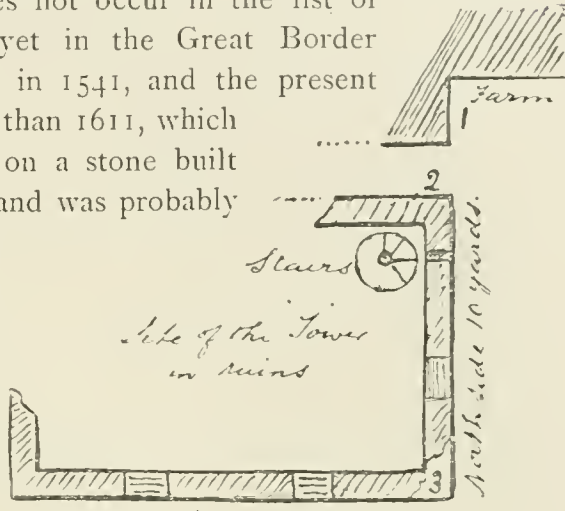 es not occur in the list of
yet in the Great Border
in 1541, and the present
than 1611, which
on a stone built
and was probably
Farm
1
2
Stairs
Site of the Tower
in ruins
North side 10 yards.
3